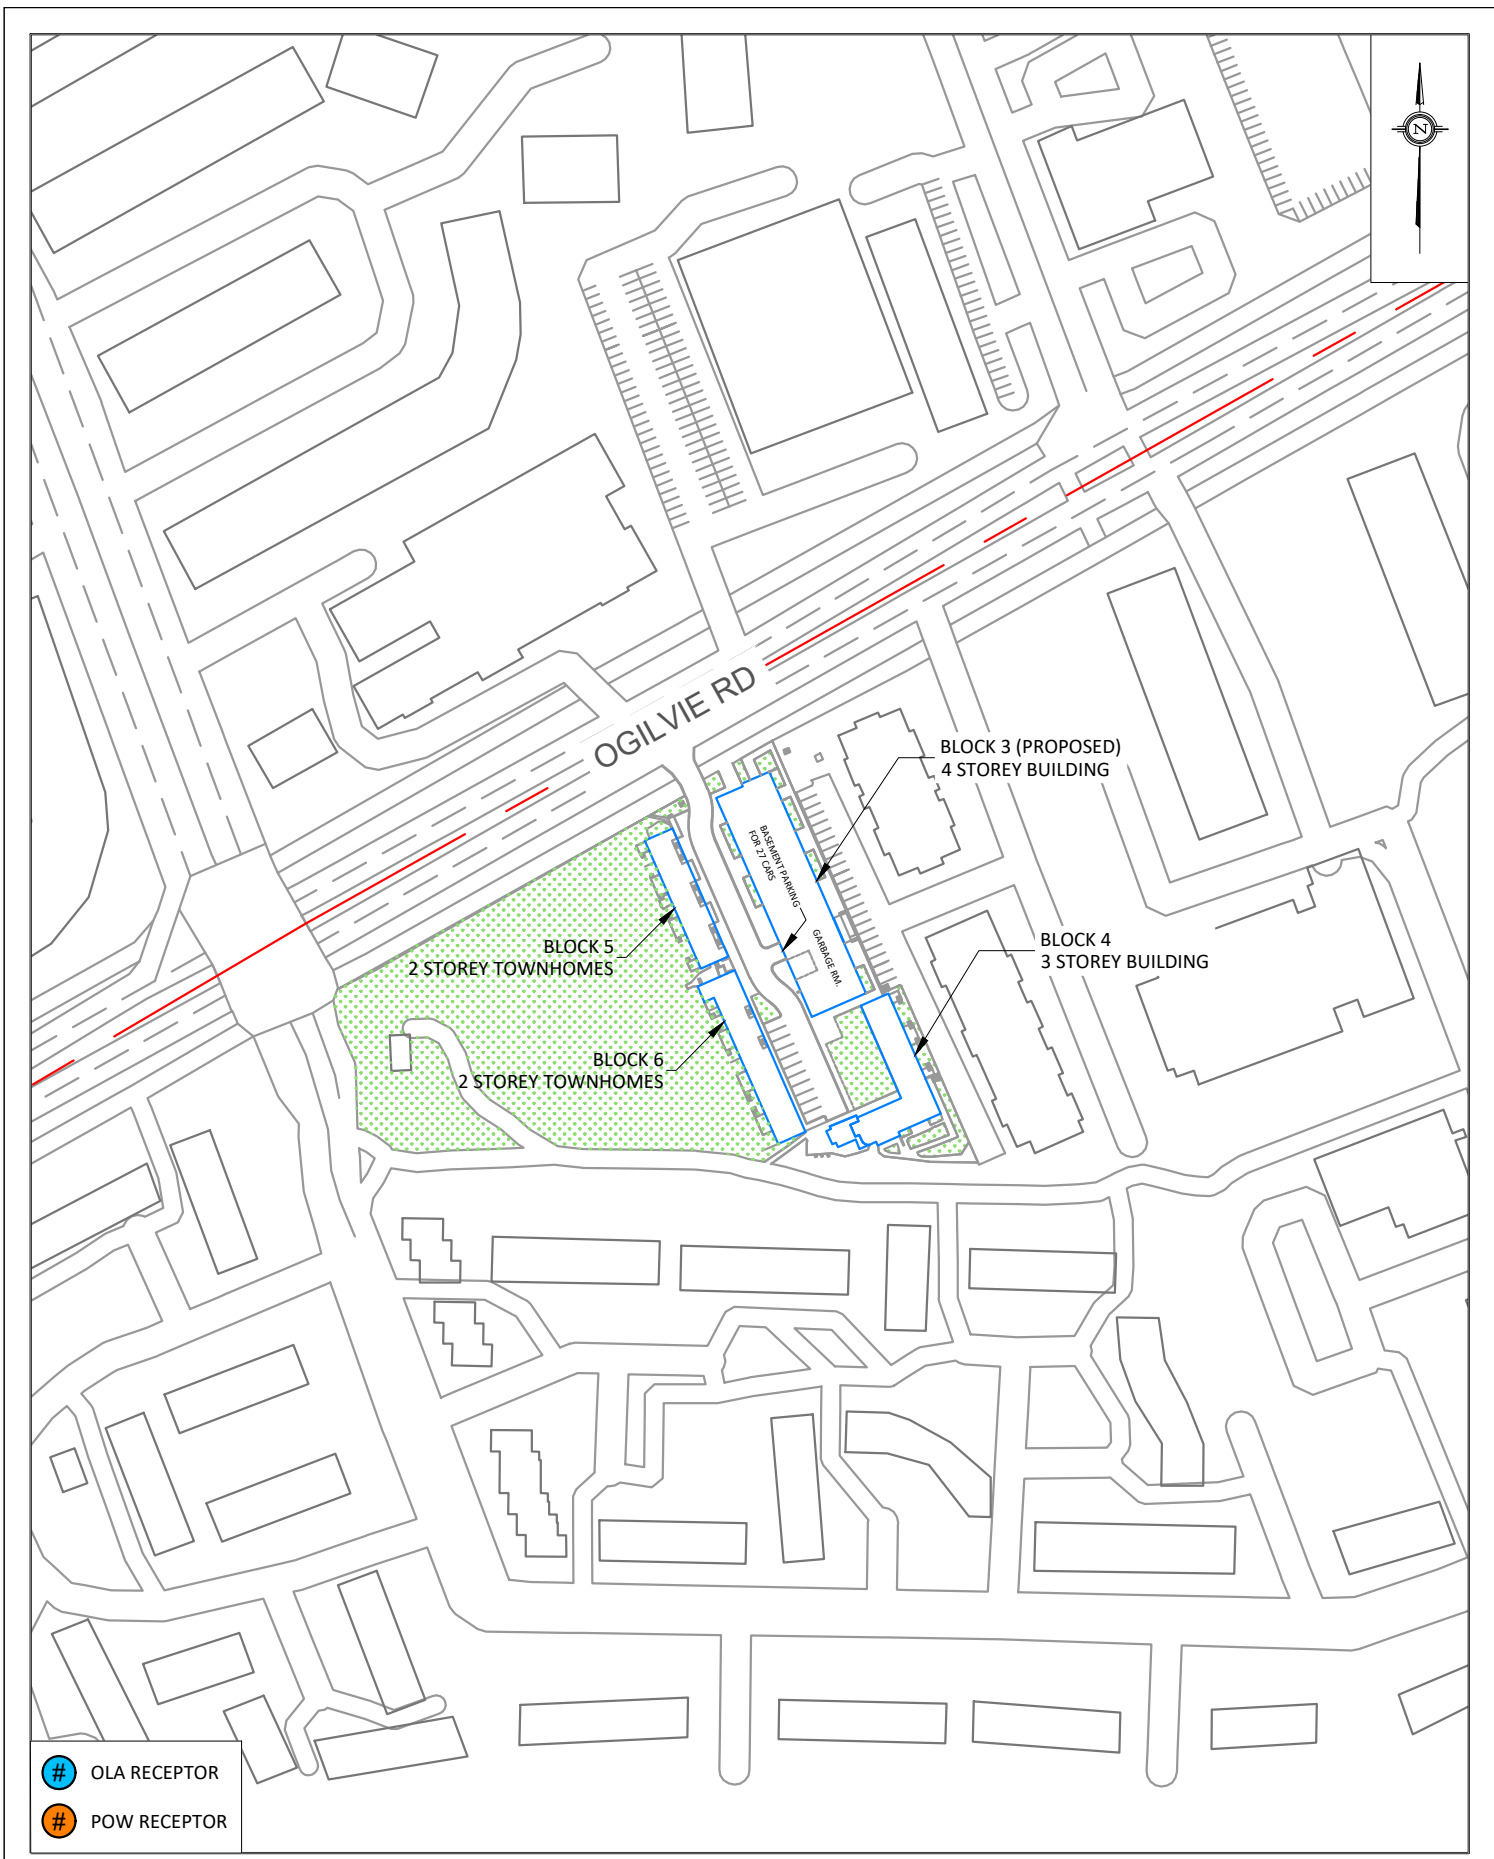 N
OGILVIE RD
BLOCK 3 (PROPOSED)
4 STOREY BUILDING
BASEMENT PARKING
FOR 27 CARS
GARBAGE RM.
BLOCK 5
2 STOREY TOWNHOMES
BLOCK 4
3 STOREY BUILDING
BLOCK 6
2 STOREY TOWNHOMES
# OLA RECEPTOR
# POW RECEPTOR